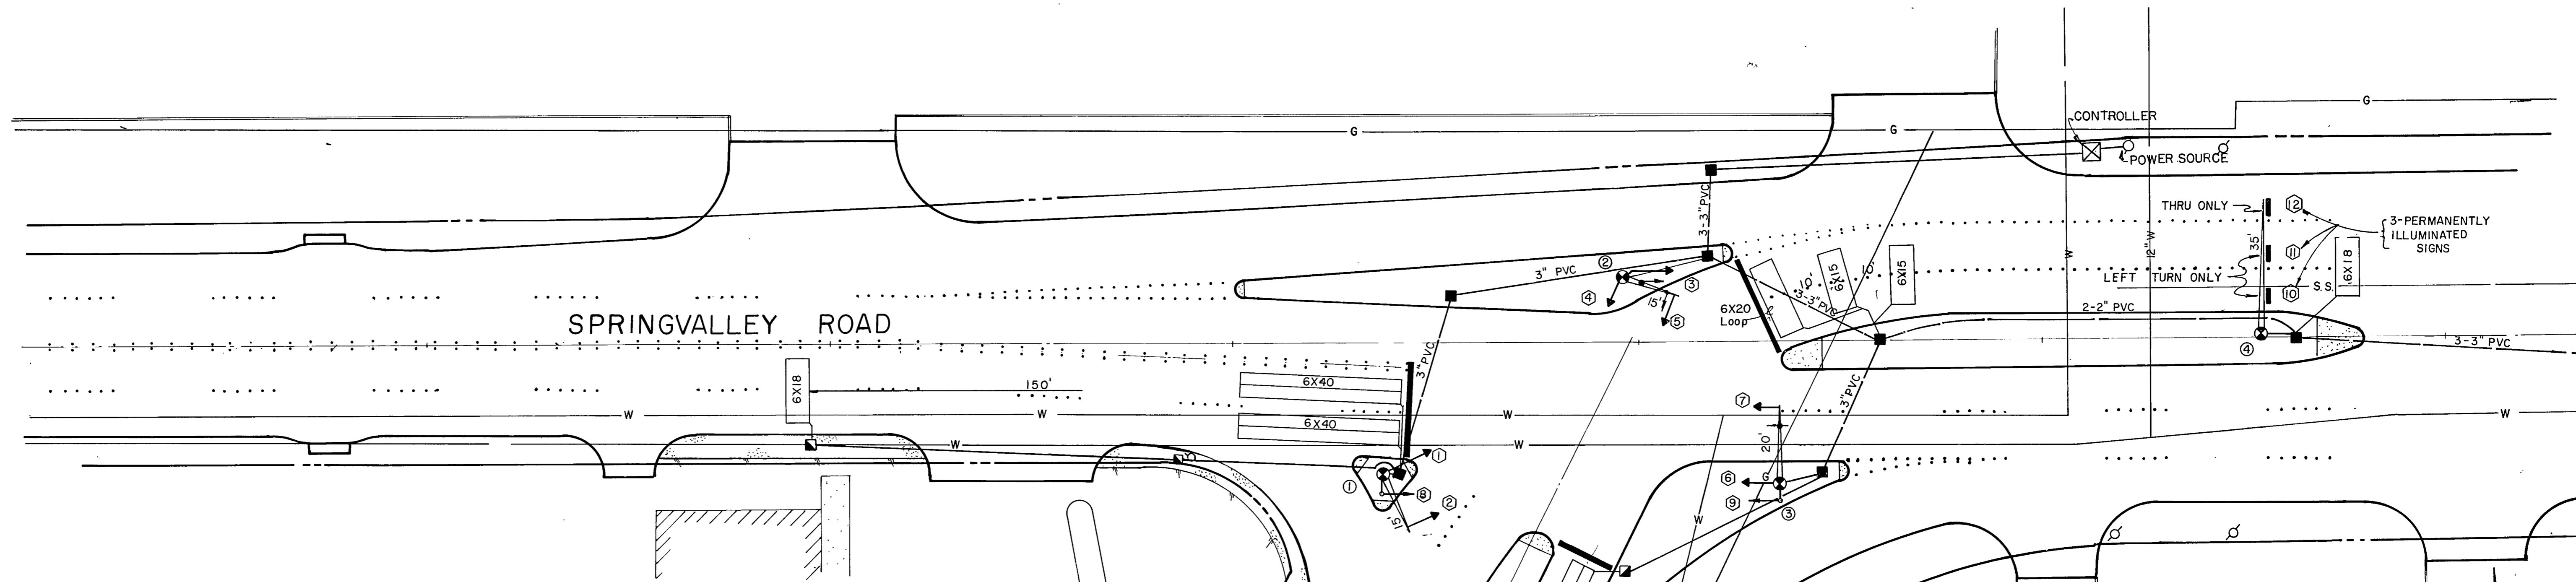 G
CONTROLLER
G
G
POWER SOURCE
3-3" PVC
THRU ONLY
12
3-PERMANENTLY
ILLUMINATED
SIGNS
35'
11
W
12" W
LEFT TURN ONLY
10
S.S.
6X18
2
3" PVC
3
4
15'
5
10'
6X15
10'
6X15
3-3" PVC
6X20
Loop
2-2" PVC
4
3-3" PVC
SPRINGVALLEY ROAD
3" PVC
6X18
150'
6X40
6X40
3" PVC
7
20'
W
W
W
W
W
W
1
1
8
2
15'
6
G
9
3
W